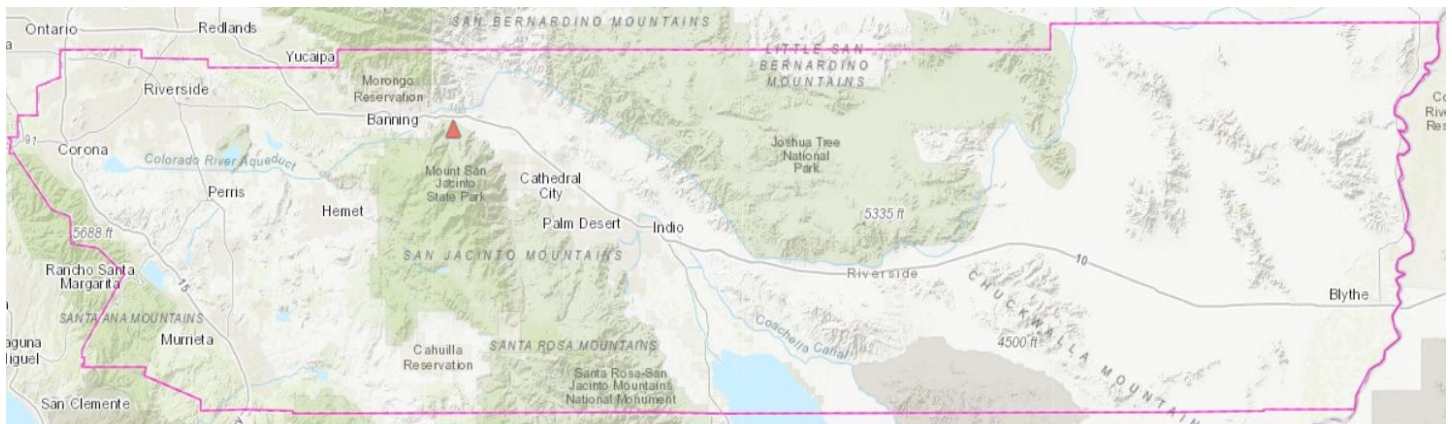 SAN BERNARDINO MOUNTAINS
Ontario
Redlands
Yucaipa
LITTLE SAN
BERNARDINO
MOUNTAINS
Morongo
Reservation
Riverside
Banning
91
Corona
Colorado River Aqueduct
Joshua Tree
National
Park
Mount San
Jacinto
State Park
Cathedral
City
Perris
Hemet
5335 ft
Palm Desert
Indio
5688 ft
SAN JACINTO MOUNTAINS
10
Rancho Santa
Margarita
15
Riverside
CHUCKWALLA MOUNTAIN
Blythe
SANTA ANA MOUNTAINS
Murrieta
Coachella Canal
4500 ft
SANTA ROSA MOUNTAINS
Cahuilla
Reservation
Santa Rosa-San
Jacinto Mountains
National Monument
San Clemente